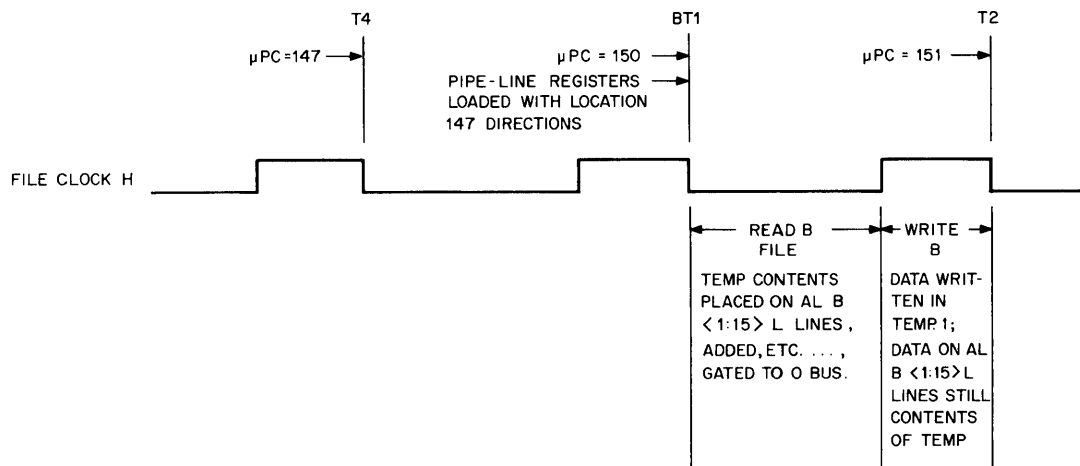 T4
BT1
T2
μPC=147
μPC = 150
μPC = 151
PIPE-LINE REGISTERS
LOADED WITH LOCATION
147 DIRECTIONS
FILE CLOCK H
READ B
FILE
TEMP CONTENTS
PLACED ON AL B
<1:15> L LINES,
ADDED, ETC. ...,
GATED TO O BUS.
WRITE
B
DATA WRIT-
TEN IN
TEMP 1;
DATA ON AL
B <1:15> L
LINES STILL
CONTENTS
OF TEMP